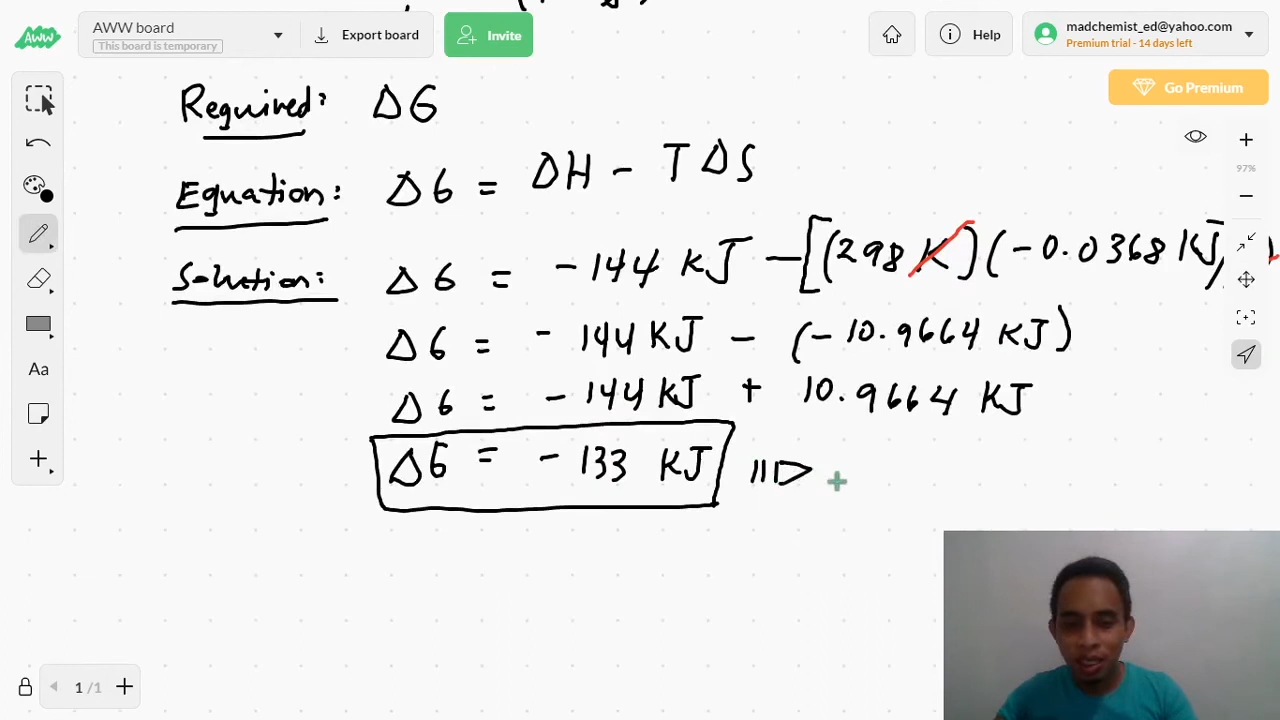 AWW board
This board is temporary
Export board
Invite
Help
madchemist_ed@yahoo.com
Premium trial - 14 days left
Go Premium
97%
Required: ΔG
Equation: ΔG = ΔH - TΔS
Solution: ΔG = -144 KJ - [(298 K)(-0.0368 KJ/
ΔG = -144 KJ - (-10.9664 KJ)
ΔG = -144 KJ + 10.9664 KJ
ΔG = -133 KJ
Aa
1 /1